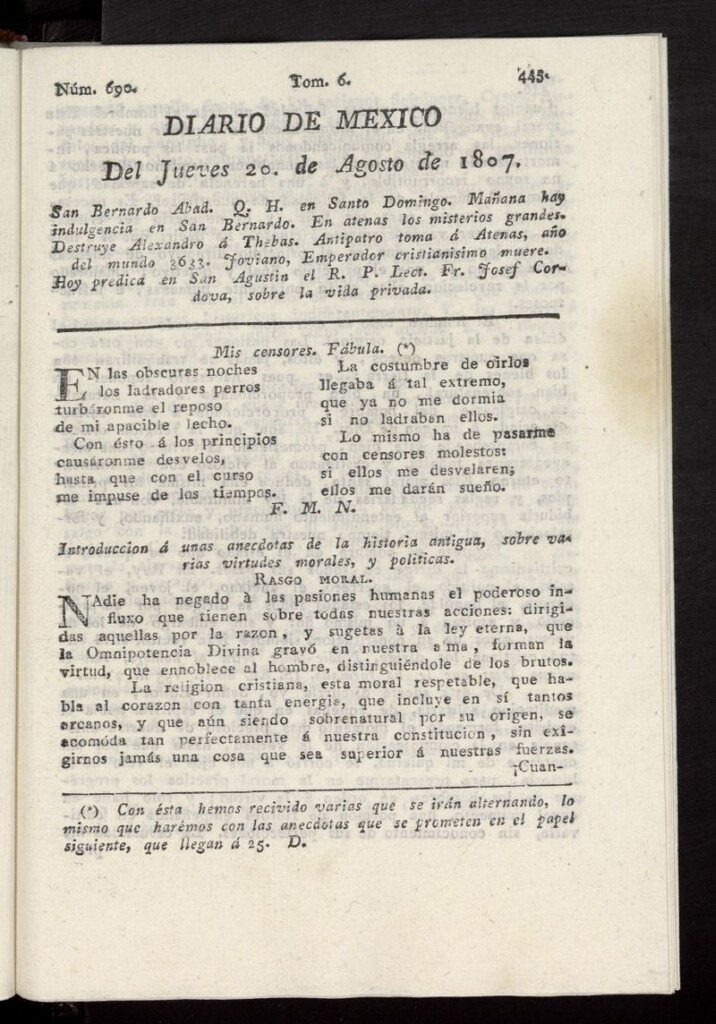 Núm. 690.
Tom. 6.
445.
DIARIO DE MEXICO
Del Jueves 20. de Agosto de 1807.
San Bernardo Abad. Q. H. en Santo Domingo. Mañana hay
indulgencia en San Bernardo. En atenas los misterios grandes.
Destruye Alexandro á Thebas. Antipatro toma á Atenas, año
del mundo 3633. Joviano, Emperador cristianisimo muere.
Hoy predica en San Agustin el R. P. Lect. Fr. Josef Cor-
dova, sobre la vida privada.
Mis censores. Fábula. (*)
EN las obscuras noches
los ladradores perros
turbáronme el reposo
de mi apacible lecho.
Con ésto á los principios
causáronme desvelos,
hasta que con el curso
me impuse de los tiempos.
La costumbre de oirlos
llegaba á tal extremo,
que ya no me dormia
si no ladraban ellos.
Lo mismo ha de pasarme
con censores molestos:
si ellos me desvelaren;
ellos me darán sueño.
F. M. N.
Introduccion á unas anecdotas de la historia antigua, sobre va-
rias virtudes morales, y politicas.
RASGO MORAL.
NAdie ha negado à las pasiones humanas el poderoso in-
fluxo que tienen sobre todas nuestras acciones: dirigi-
das aquellas por la razon, y sugetas à la ley eterna, que
la Omnipotencia Divina gravó en nuestra a'ma, forman la
virtud, que ennoblece al hombre, distinguiéndole de los brutos.
La religion cristiana, esta moral respetable, que ha-
bla al corazon con tanta energia, que incluye en sí tantos
arcanos, y que aún siendo sobrenatural por su origen, se
acomóda tan perfectamente á nuestra constitucion, sin exi-
girnos jamás una cosa que sea superior á nuestras fuerzas.
¡Cuan-
(*) Con ésta hemos recivido varias que se irán alternando, lo
mismo que harémos con las anecdotas que se prometen en el papel
siguiente, que llegan á 25. D.